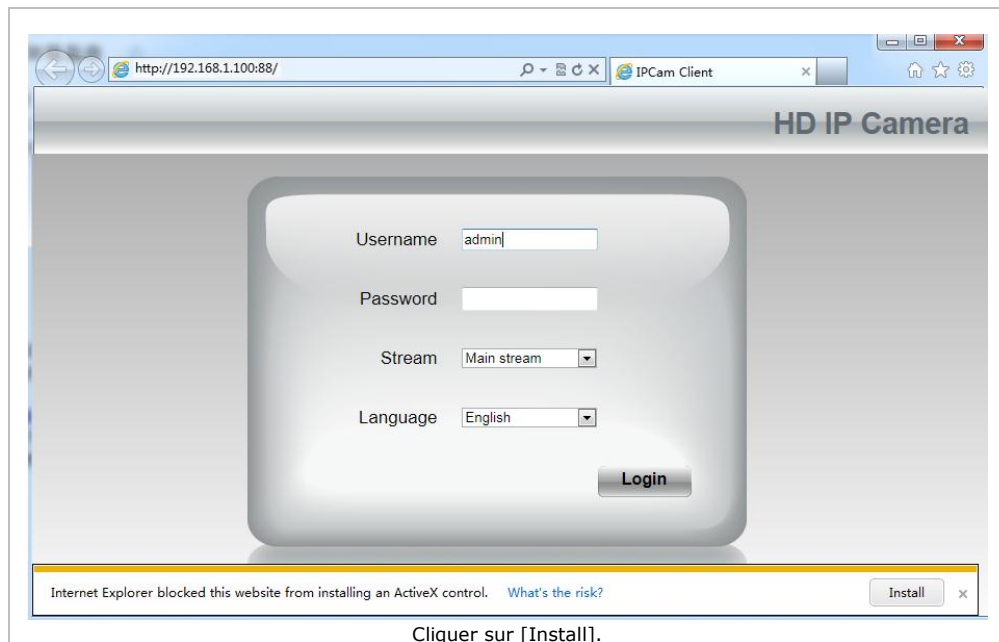 http://192.168.1.100:88/
IPCam Client
HD IP Camera
Username admin
Password
Stream Main stream
Language English
Login
Internet Explorer blocked this website from installing an ActiveX control. What's the risk? Install
Cliquer sur [Install].